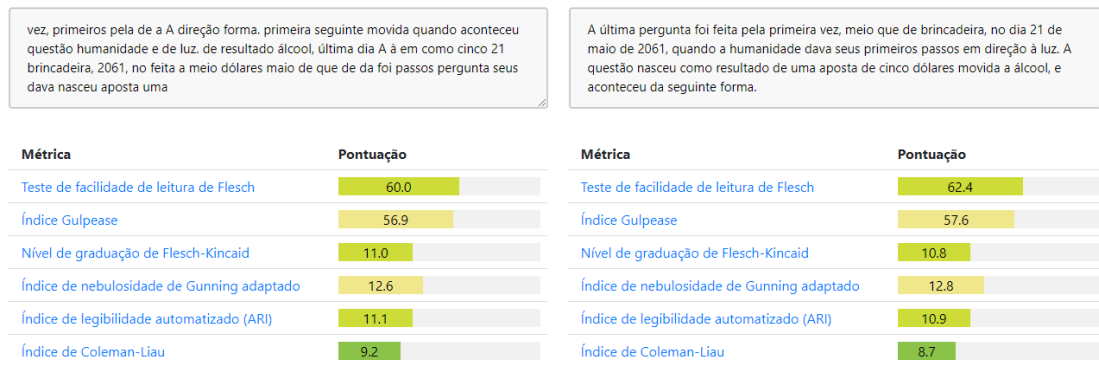 vez, primeiros pela de a A direção forma. primeira seguinte movida quando aconteceu
questão humanidade e de luz. de resultado álcool, última dia A à em como cinco 21
brincadeira, 2061, no feita a meio dólares maio de que de da foi passos pergunta seus
dava nasceu aposta uma
A última pergunta foi feita pela primeira vez, meio que de brincadeira, no dia 21 de
maio de 2061, quando a humanidade dava seus primeiros passos em direção à luz. A
questão nasceu como resultado de uma aposta de cinco dólares movida a álcool, e
aconteceu da seguinte forma.
Métrica Pontuação
Teste de facilidade de leitura de Flesch 60.0
Índice Gulpease 56.9
Nível de graduação de Flesch-Kincaid 11.0
Índice de nebulosidade de Gunning adaptado 12.6
Índice de legibilidade automatizado (ARI) 11.1
Índice de Coleman-Liau 9.2
Métrica Pontuação
Teste de facilidade de leitura de Flesch 62.4
Índice Gulpease 57.6
Nível de graduação de Flesch-Kincaid 10.8
Índice de nebulosidade de Gunning adaptado 12.8
Índice de legibilidade automatizado (ARI) 10.9
Índice de Coleman-Liau 8.7